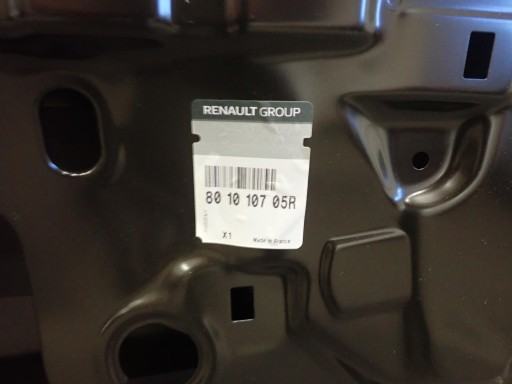 RENAULT GROUP
80 10 107 05R
X1
Made in France